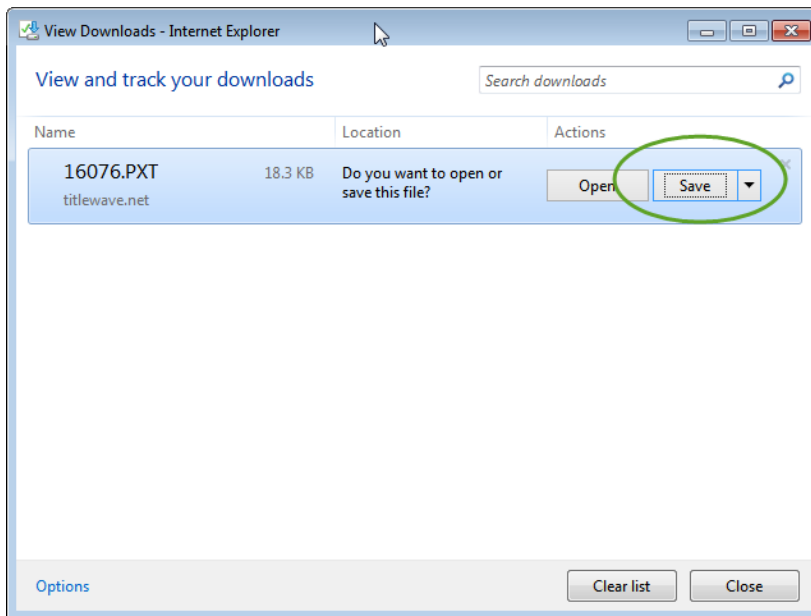 View Downloads - Internet Explorer
View and track your downloads
Search downloads
Name Location Actions
16076.PXT 18.3 KB Do you want to open or
save this file?
titlewave.net
Open Save
Options Clear list Close